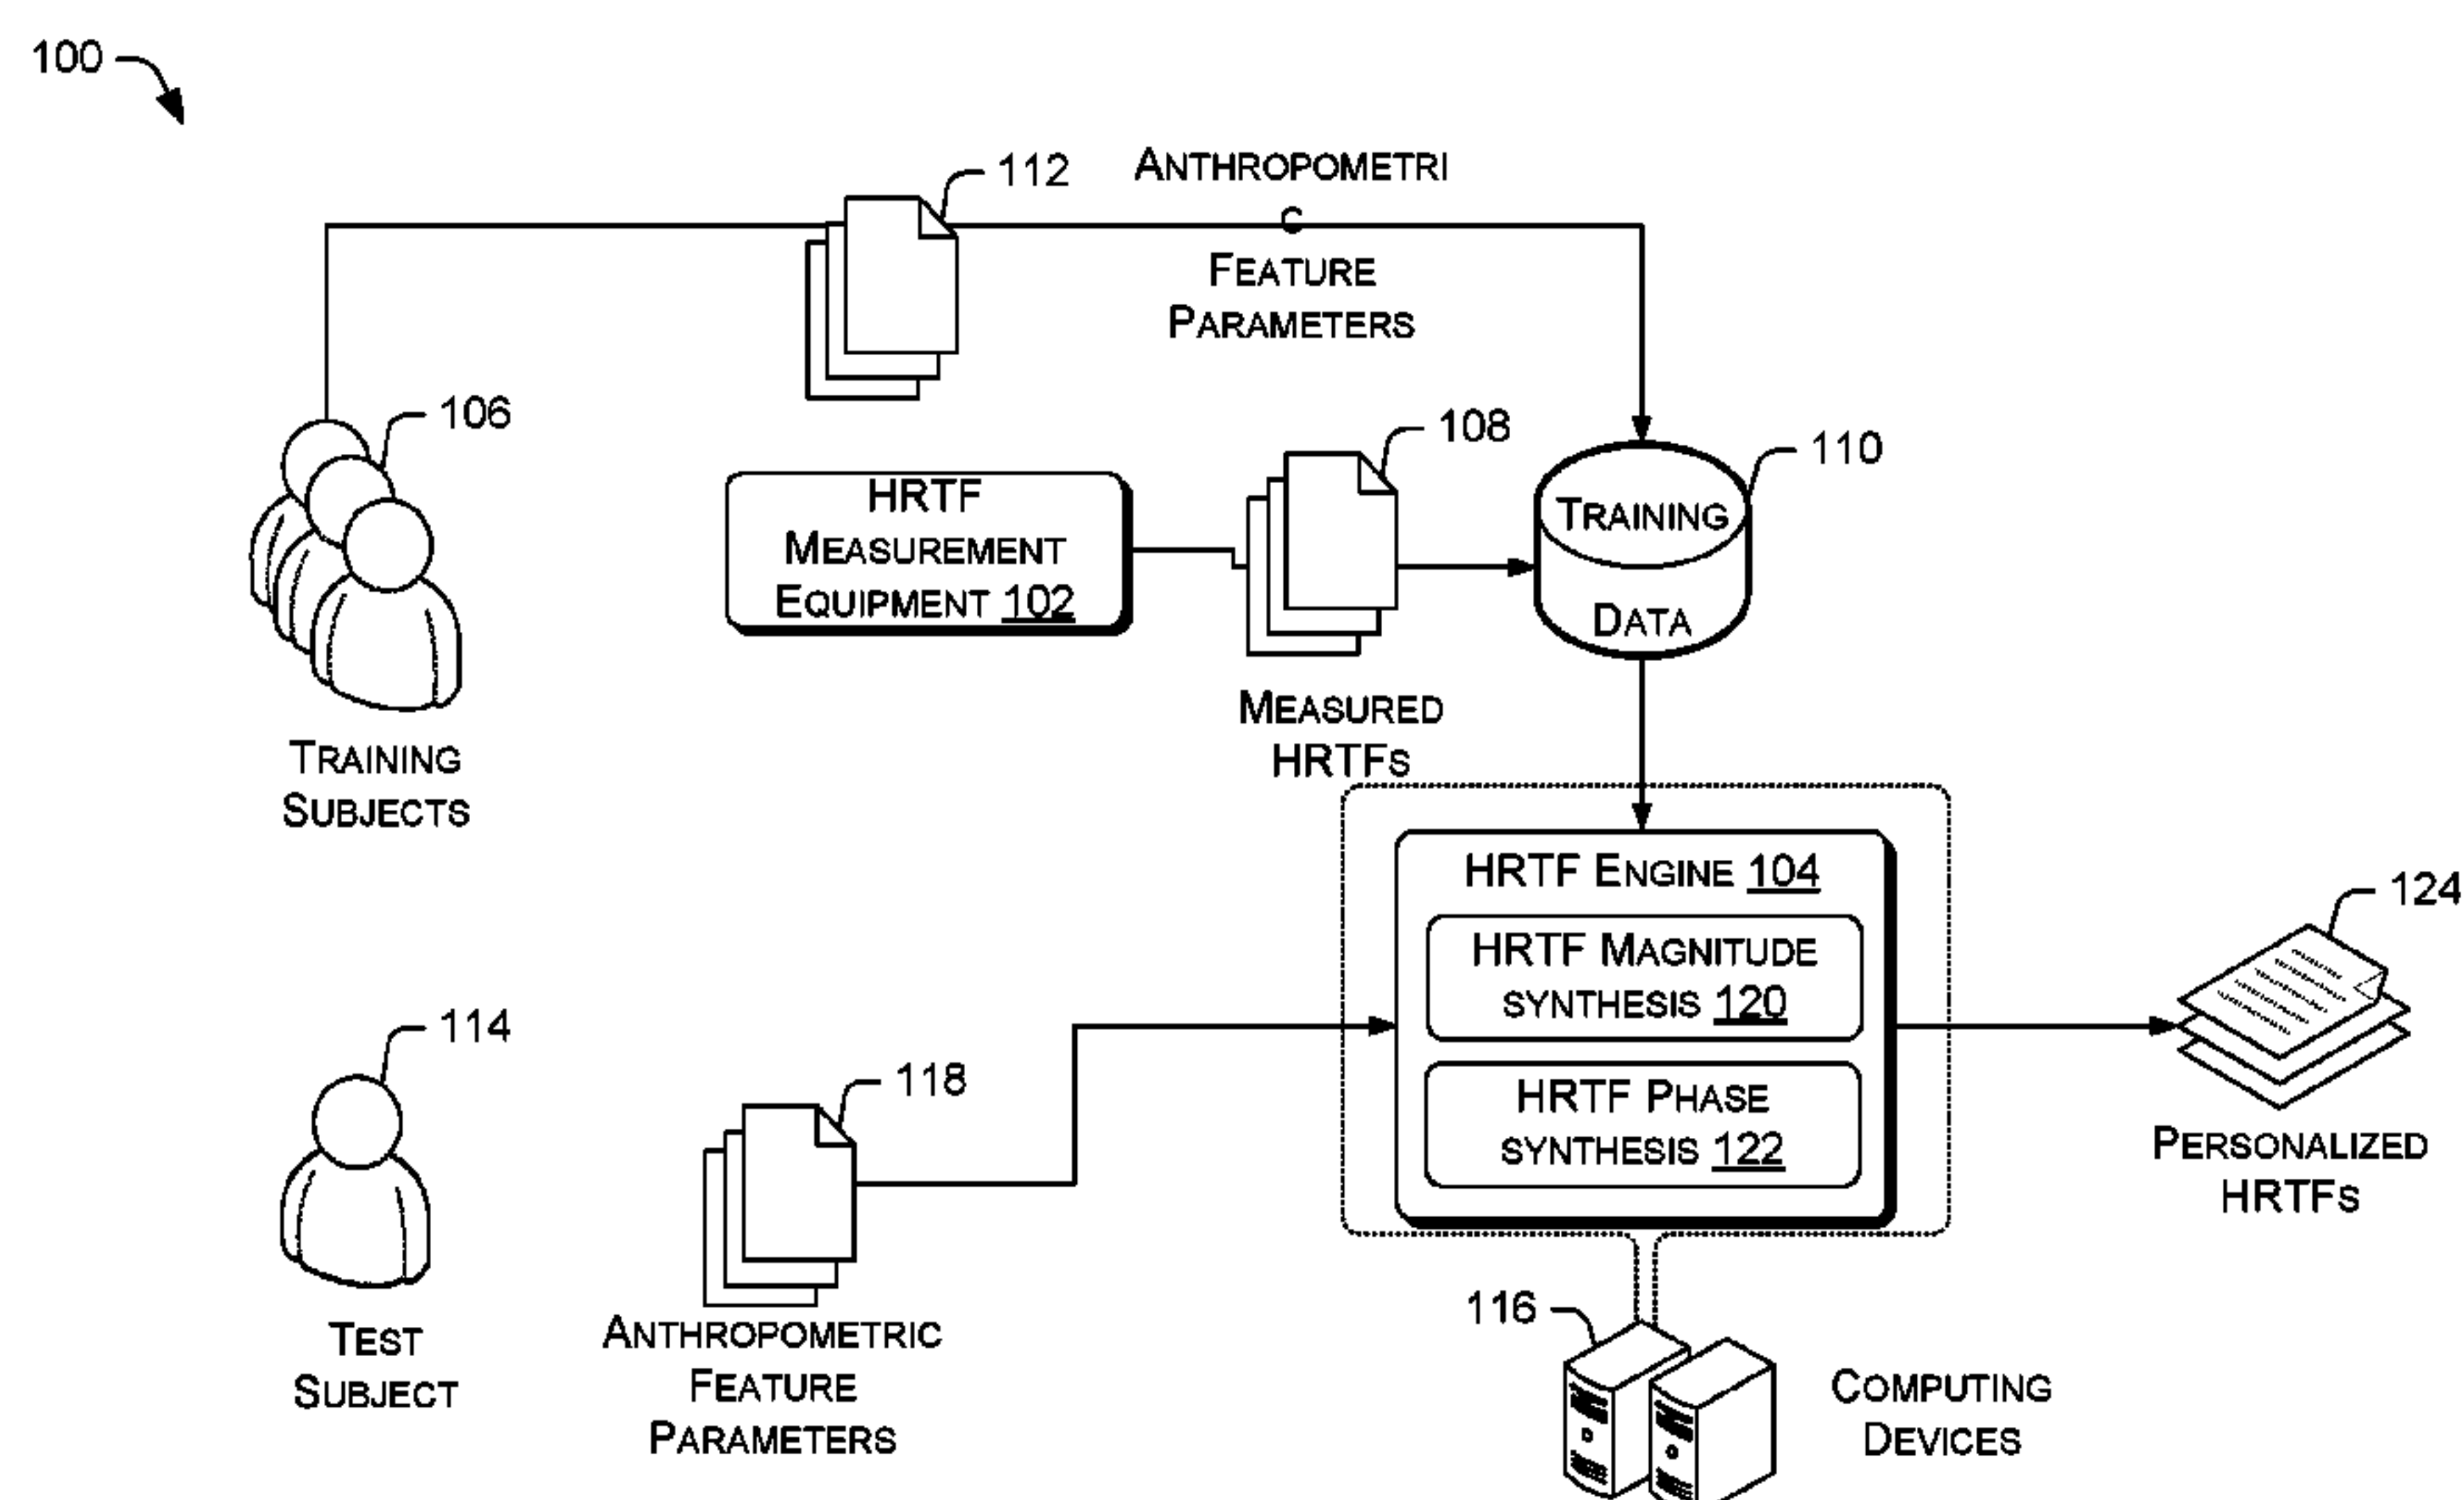 100
112
ANTHROPOMETRI
C
FEATURE
PARAMETERS
106
108
110
HRTF
MEASUREMENT
EQUIPMENT 102
TRAINING
DATA
MEASURED
HRTFS
TRAINING
SUBJECTS
HRTF ENGINE 104
124
HRTF MAGNITUDE
SYNTHESIS 120
114
118
HRTF PHASE
SYNTHESIS 122
PERSONALIZED
HRTFS
116
TEST
SUBJECT
ANTHROPOMETRIC
FEATURE
PARAMETERS
COMPUTING
DEVICES